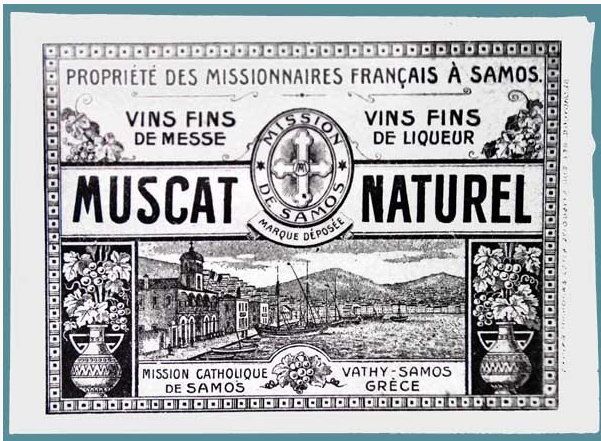 PROPRIÉTÉ DES MISSIONNAIRES FRANÇAIS À SAMOS.
VINS FINS
DE MESSE
VINS FINS
DE LIQUEUR
MISSION
DE SAMOS
MARQUE DÉPOSÉE
MUSCAT NATUREL
MISSION CATHOLIQUE
DE SAMOS
VATHY-SAMOS
GRÈCE